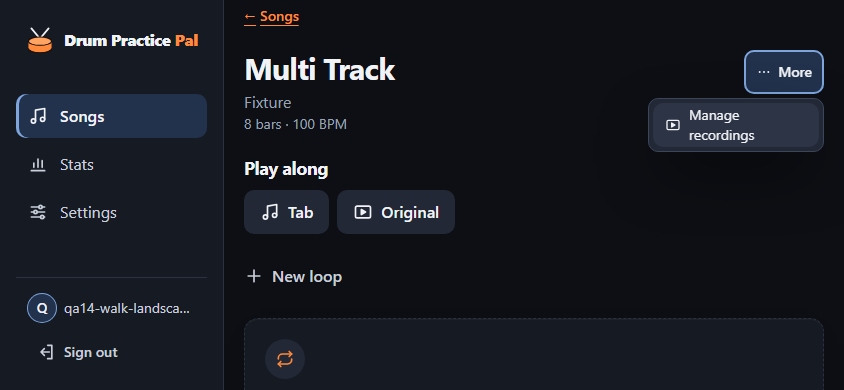 Drum Practice Pal
Songs
Stats
Settings
qa14-walk-landsca...
Q
Sign out
← Songs
Multi Track
Fixture
8 bars · 100 BPM
··· More
Manage
recordings
Play along
Tab
Original
+ New loop